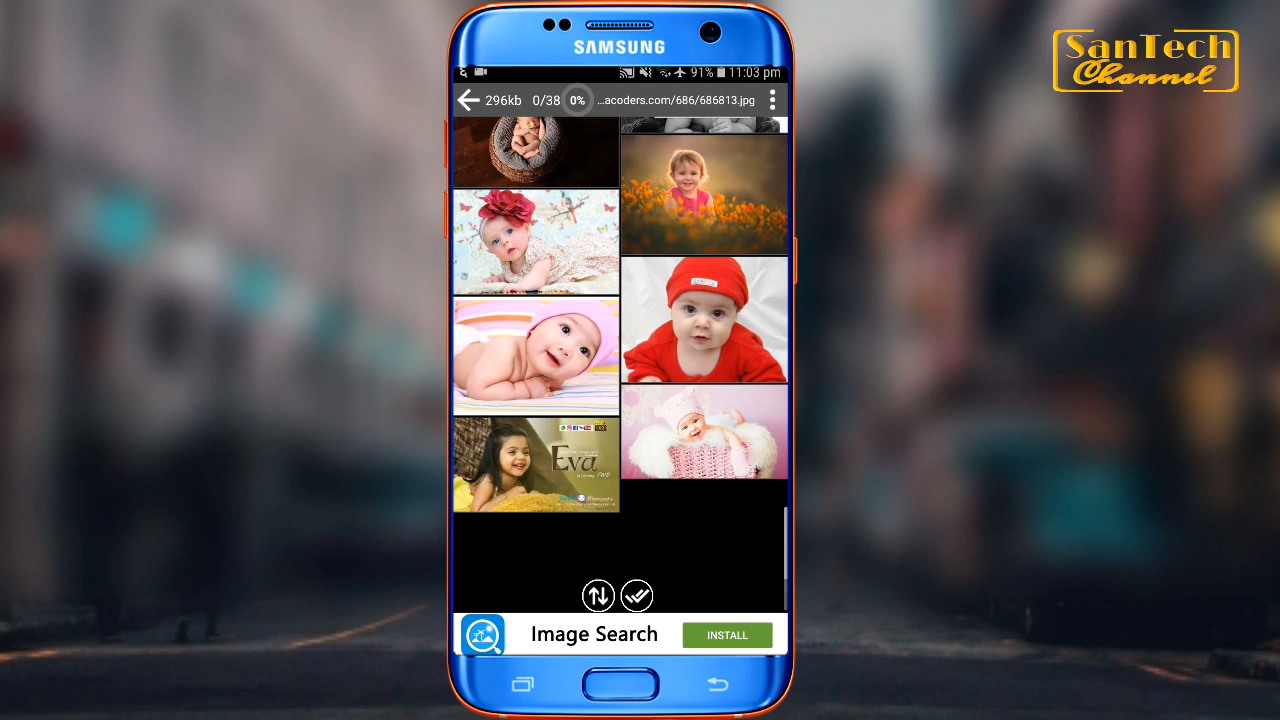 SanTech
Channel
SAMSUNG
91% 11:03 pm
296kb 0/38 0% ...acoders.com/686/686813.jpg
Eva
Image Search INSTALL